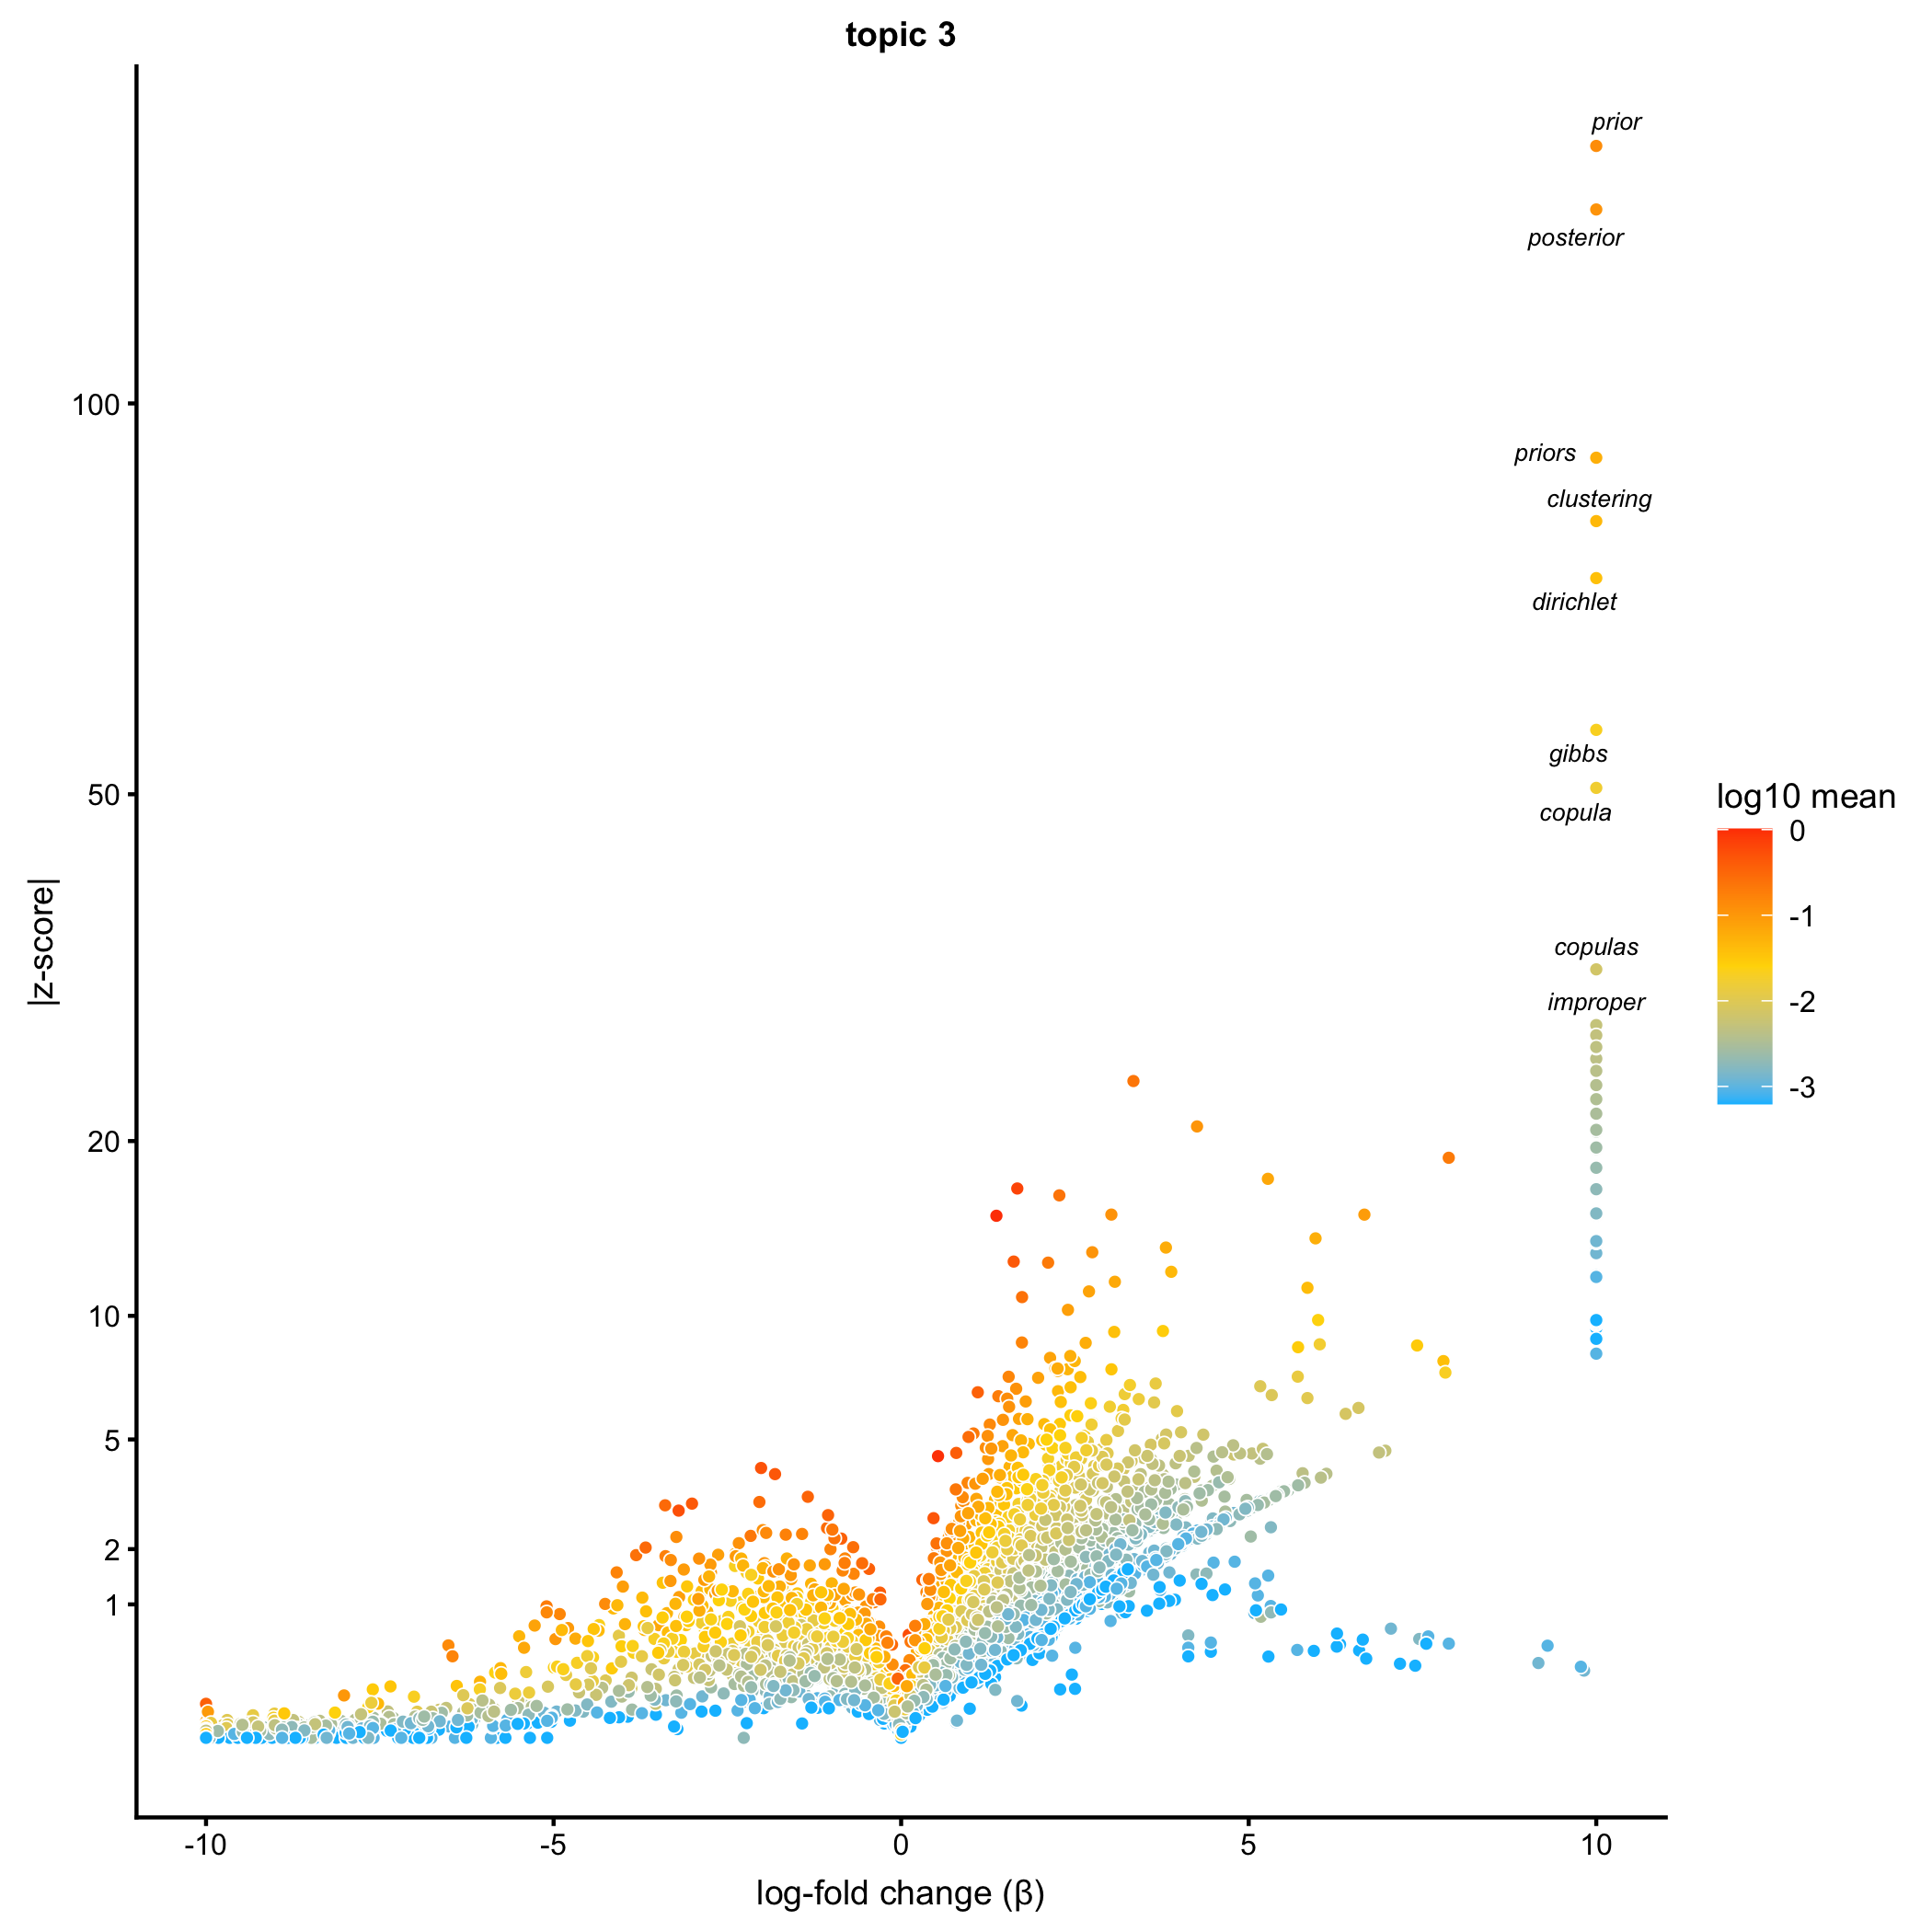 topic 3
prior
posterior
100
priors
clustering
dirichlet
gibbs
50
copula
log10 mean
0
-1
-2
-3
|z-score|
copulas
improper
20
10
5
2
1
-10
-5
0
5
10
log-fold change (β)